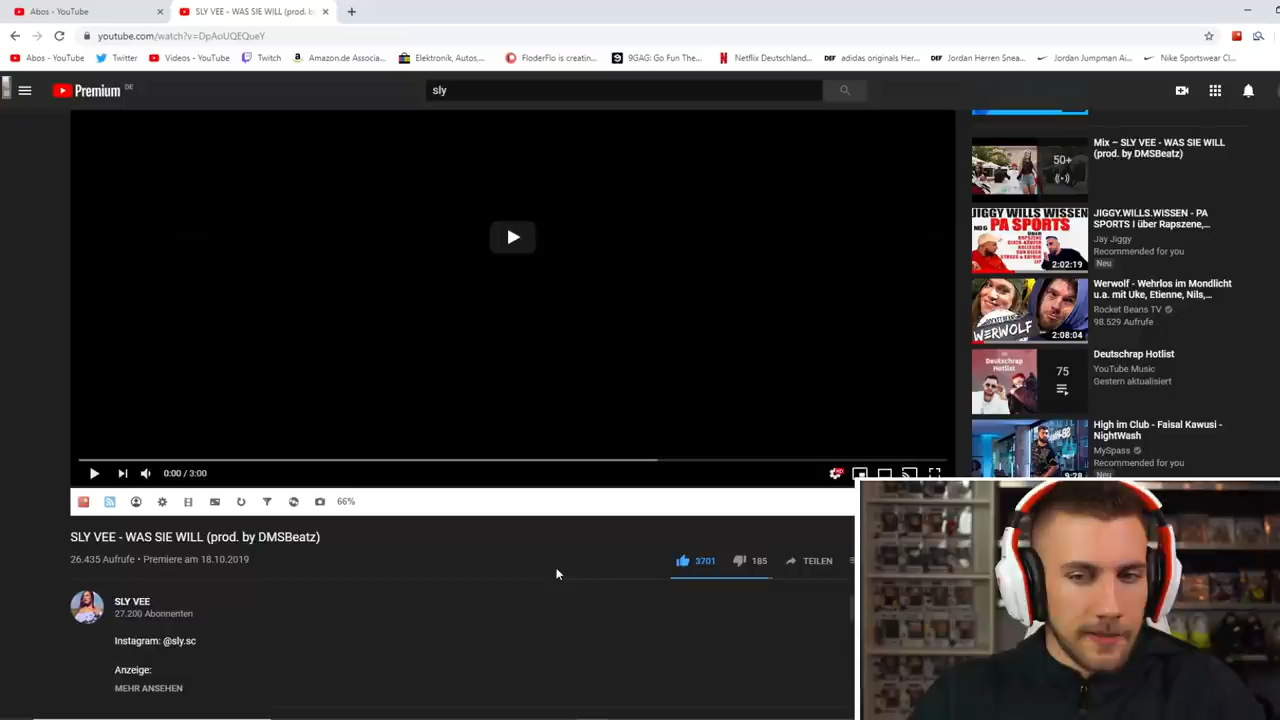 Abos - YouTube
SLY VEE - WAS SIE WILL (prod. b
youtube.com/watch?v=DpAoUQEQueY
Abos - YouTube
Twitter
Videos - YouTube
Twitch
Amazon.de Associa...
Elektronik, Autos,...
FloderFlo is creatin...
9GAG: Go Fun The...
Netflix Deutschland...
DEF adidas originals Her...
DEF Jordan Herren Snea...
Jordan Jumpman Ai...
Nike Sportswear Cl...
Premium DE
sly
Mix – SLY VEE - WAS SIE WILL
(prod. by DMSBeatz)
50+
JIGGY.WILLS.WISSEN - PA
SPORTS I über Rapszene,...
Jay Jiggy
Recommended for you
Neu
JIGGY WILLS WISSEN
NO6 PA SPORTS
2:02:19
Werwolf - Wehrlos im Mondlicht
u.a. mit Uke, Etienne, Nils,...
Rocket Beans TV
98.529 Aufrufe
WERWOLF
2:08:04
Deutschrap Hotlist
YouTube Music
Gestern aktualisiert
Deutschrap
Hotlist
75
High im Club - Faisal Kawusi -
NightWash
MySpass
Recommended for you
Neu
9:28
0:00 / 3:00
HD
66%
SLY VEE - WAS SIE WILL (prod. by DMSBeatz)
26.435 Aufrufe • Premiere am 18.10.2019
3701
185
TEILEN
SLY VEE
27.200 Abonnenten
Instagram: @sly.sc
Anzeige:
MEHR ANSEHEN